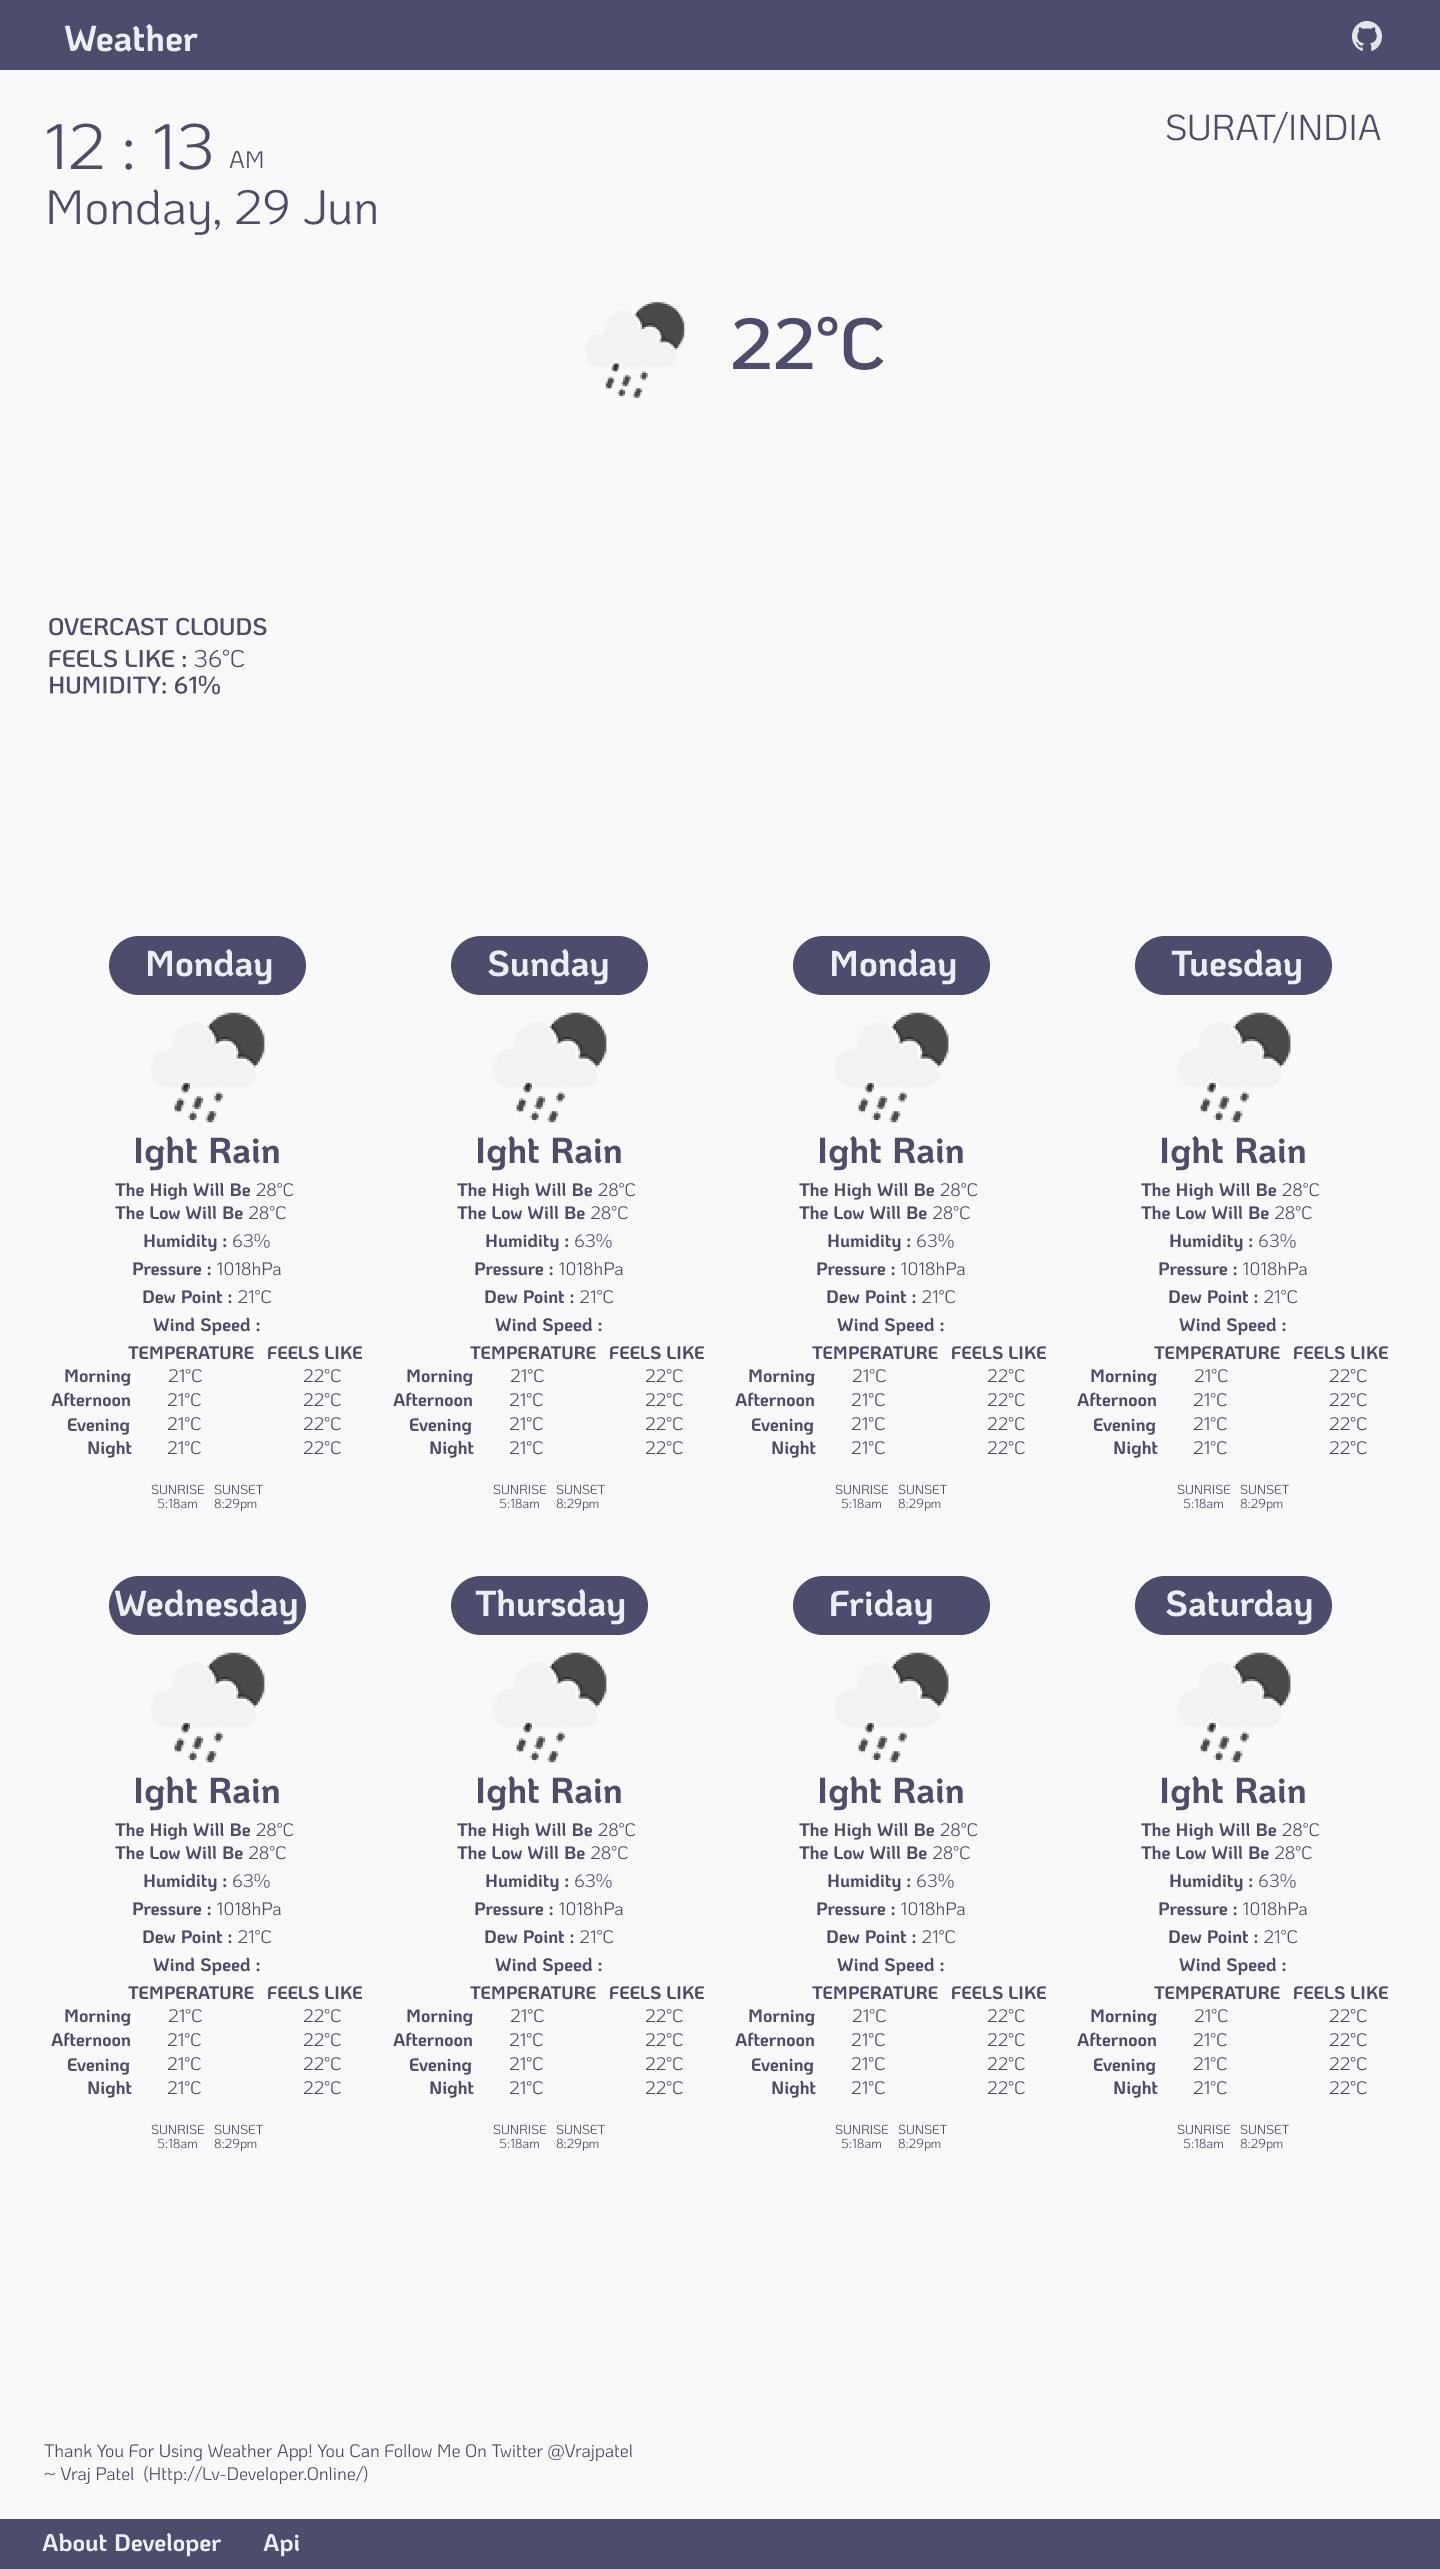 Weather
12 : 13 AM
SURAT/INDIA
Monday, 29 Jun
22°C
OVERCAST CLOUDS
FEELS LIKE : 36°C
HUMIDITY: 61%
Monday
Ight Rain
The High Will Be 28°C
The Low Will Be 28°C
Humidity : 63%
Pressure : 1018hPa
Dew Point : 21°C
Wind Speed :
TEMPERATURE FEELS LIKE
Morning 21°C 22°C
Afternoon 21°C 22°C
Evening 21°C 22°C
Night 21°C 22°C
SUNRISE SUNSET
5:18am 8:29pm
Sunday
Ight Rain
The High Will Be 28°C
The Low Will Be 28°C
Humidity : 63%
Pressure : 1018hPa
Dew Point : 21°C
Wind Speed :
TEMPERATURE FEELS LIKE
Morning 21°C 22°C
Afternoon 21°C 22°C
Evening 21°C 22°C
Night 21°C 22°C
SUNRISE SUNSET
5:18am 8:29pm
Monday
Ight Rain
The High Will Be 28°C
The Low Will Be 28°C
Humidity : 63%
Pressure : 1018hPa
Dew Point : 21°C
Wind Speed :
TEMPERATURE FEELS LIKE
Morning 21°C 22°C
Afternoon 21°C 22°C
Evening 21°C 22°C
Night 21°C 22°C
SUNRISE SUNSET
5:18am 8:29pm
Tuesday
Ight Rain
The High Will Be 28°C
The Low Will Be 28°C
Humidity : 63%
Pressure : 1018hPa
Dew Point : 21°C
Wind Speed :
TEMPERATURE FEELS LIKE
Morning 21°C 22°C
Afternoon 21°C 22°C
Evening 21°C 22°C
Night 21°C 22°C
SUNRISE SUNSET
5:18am 8:29pm
Wednesday
Ight Rain
The High Will Be 28°C
The Low Will Be 28°C
Humidity : 63%
Pressure : 1018hPa
Dew Point : 21°C
Wind Speed :
TEMPERATURE FEELS LIKE
Morning 21°C 22°C
Afternoon 21°C 22°C
Evening 21°C 22°C
Night 21°C 22°C
SUNRISE SUNSET
5:18am 8:29pm
Thursday
Ight Rain
The High Will Be 28°C
The Low Will Be 28°C
Humidity : 63%
Pressure : 1018hPa
Dew Point : 21°C
Wind Speed :
TEMPERATURE FEELS LIKE
Morning 21°C 22°C
Afternoon 21°C 22°C
Evening 21°C 22°C
Night 21°C 22°C
SUNRISE SUNSET
5:18am 8:29pm
Friday
Ight Rain
The High Will Be 28°C
The Low Will Be 28°C
Humidity : 63%
Pressure : 1018hPa
Dew Point : 21°C
Wind Speed :
TEMPERATURE FEELS LIKE
Morning 21°C 22°C
Afternoon 21°C 22°C
Evening 21°C 22°C
Night 21°C 22°C
SUNRISE SUNSET
5:18am 8:29pm
Saturday
Ight Rain
The High Will Be 28°C
The Low Will Be 28°C
Humidity : 63%
Pressure : 1018hPa
Dew Point : 21°C
Wind Speed :
TEMPERATURE FEELS LIKE
Morning 21°C 22°C
Afternoon 21°C 22°C
Evening 21°C 22°C
Night 21°C 22°C
SUNRISE SUNSET
5:18am 8:29pm
Thank You For Using Weather App! You Can Follow Me On Twitter @Vrajpatel
~ Vraj Patel (Http://Lv-Developer.Online/)
About Developer Api